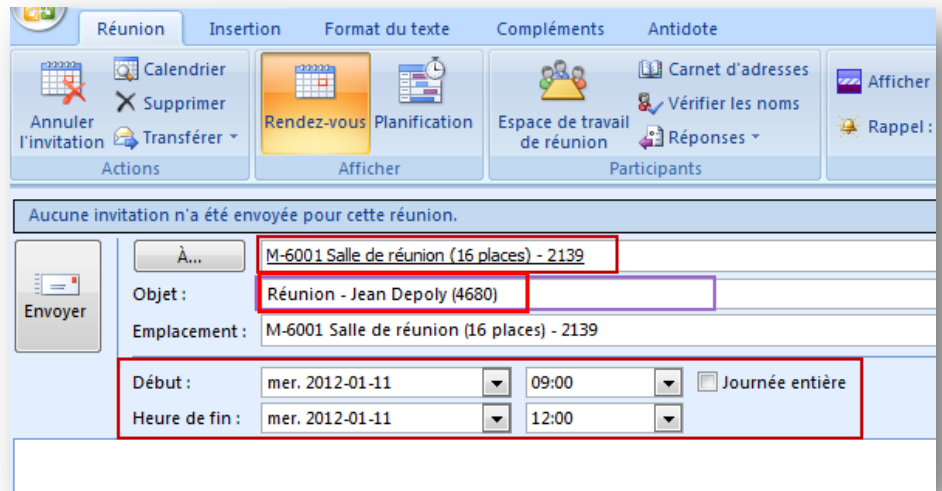 Réunion Insertion Format du texte Compléments Antidote
Annuler l'invitation
Calendrier
Supprimer
Transférer
Actions
Rendez-vous
Planification
Afficher
Espace de travail de réunion
Carnet d'adresses
Vérifier les noms
Réponses
Participants
Afficher
Rappel :
Aucune invitation n'a été envoyée pour cette réunion.
Envoyer
À... M-6001 Salle de réunion (16 places) - 2139
Objet : Réunion - Jean Depoly (4680)
Emplacement : M-6001 Salle de réunion (16 places) - 2139
Début : mer. 2012-01-11 09:00 Journée entière
Heure de fin : mer. 2012-01-11 12:00